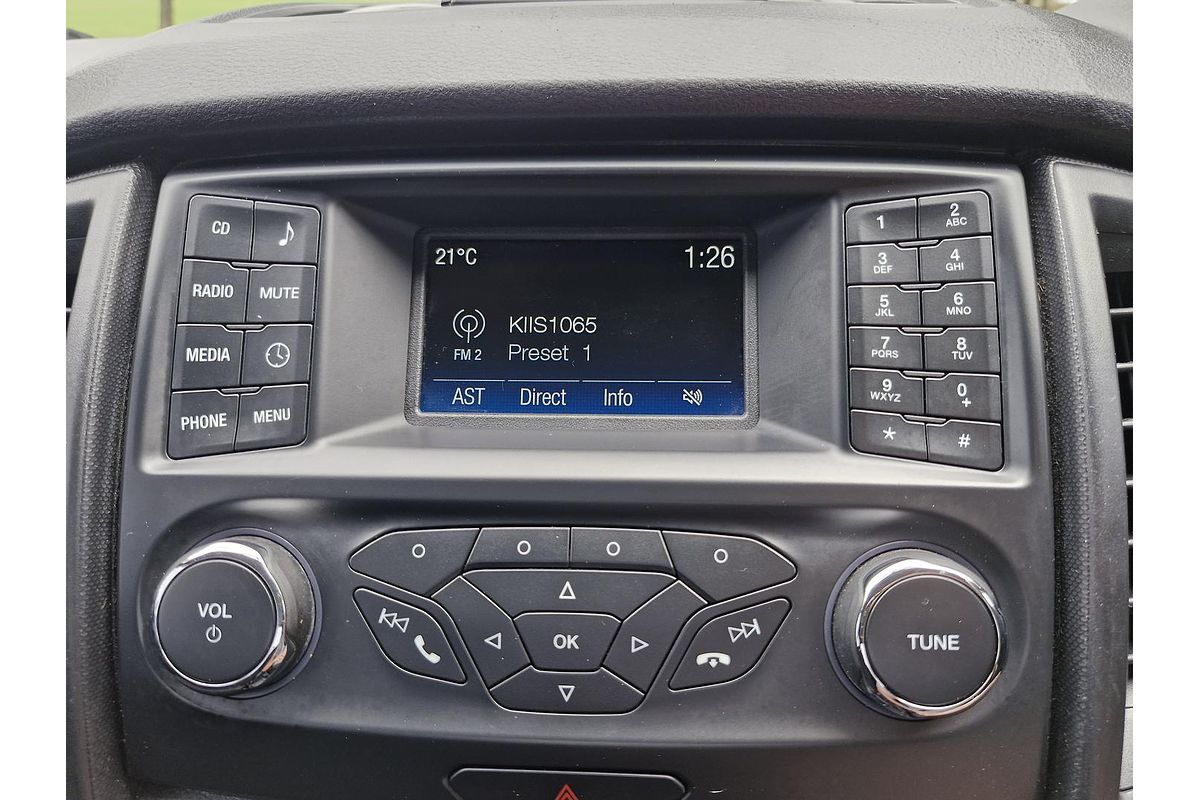 21°C
1:26
KIIS1065
FM 2
Preset 1
AST Direct Info
CD
RADIO MUTE
MEDIA
PHONE MENU
1 2 ABC
3 DEF 4 GHI
5 JKL 6 MNO
7 PQRS 8 TUV
9 WXYZ 0 +
* #
VOL
OK
TUNE